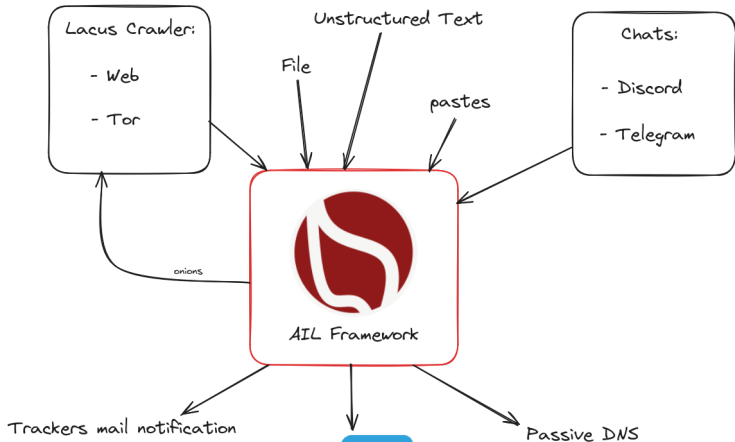 Lacus Crawler:
- Web
- Tor
Unstructured Text
File
pastes
Chats:
- Discord
- Telegram
onions
AIL Framework
Trackers mail notification
Passive DNS